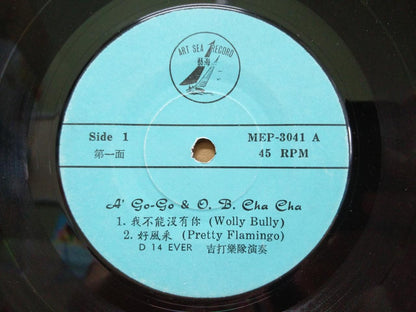 ART SEA RECORD
藝海
Side 1
MEP-3041 A
第一面
45 RPM
A' Go-Go & O. B. Cha Cha
1. 我不能没有你 (Wolly Bully)
2. 好風采 (Pretty Flamingo)
D 14 EVER 吉打樂隊演奏